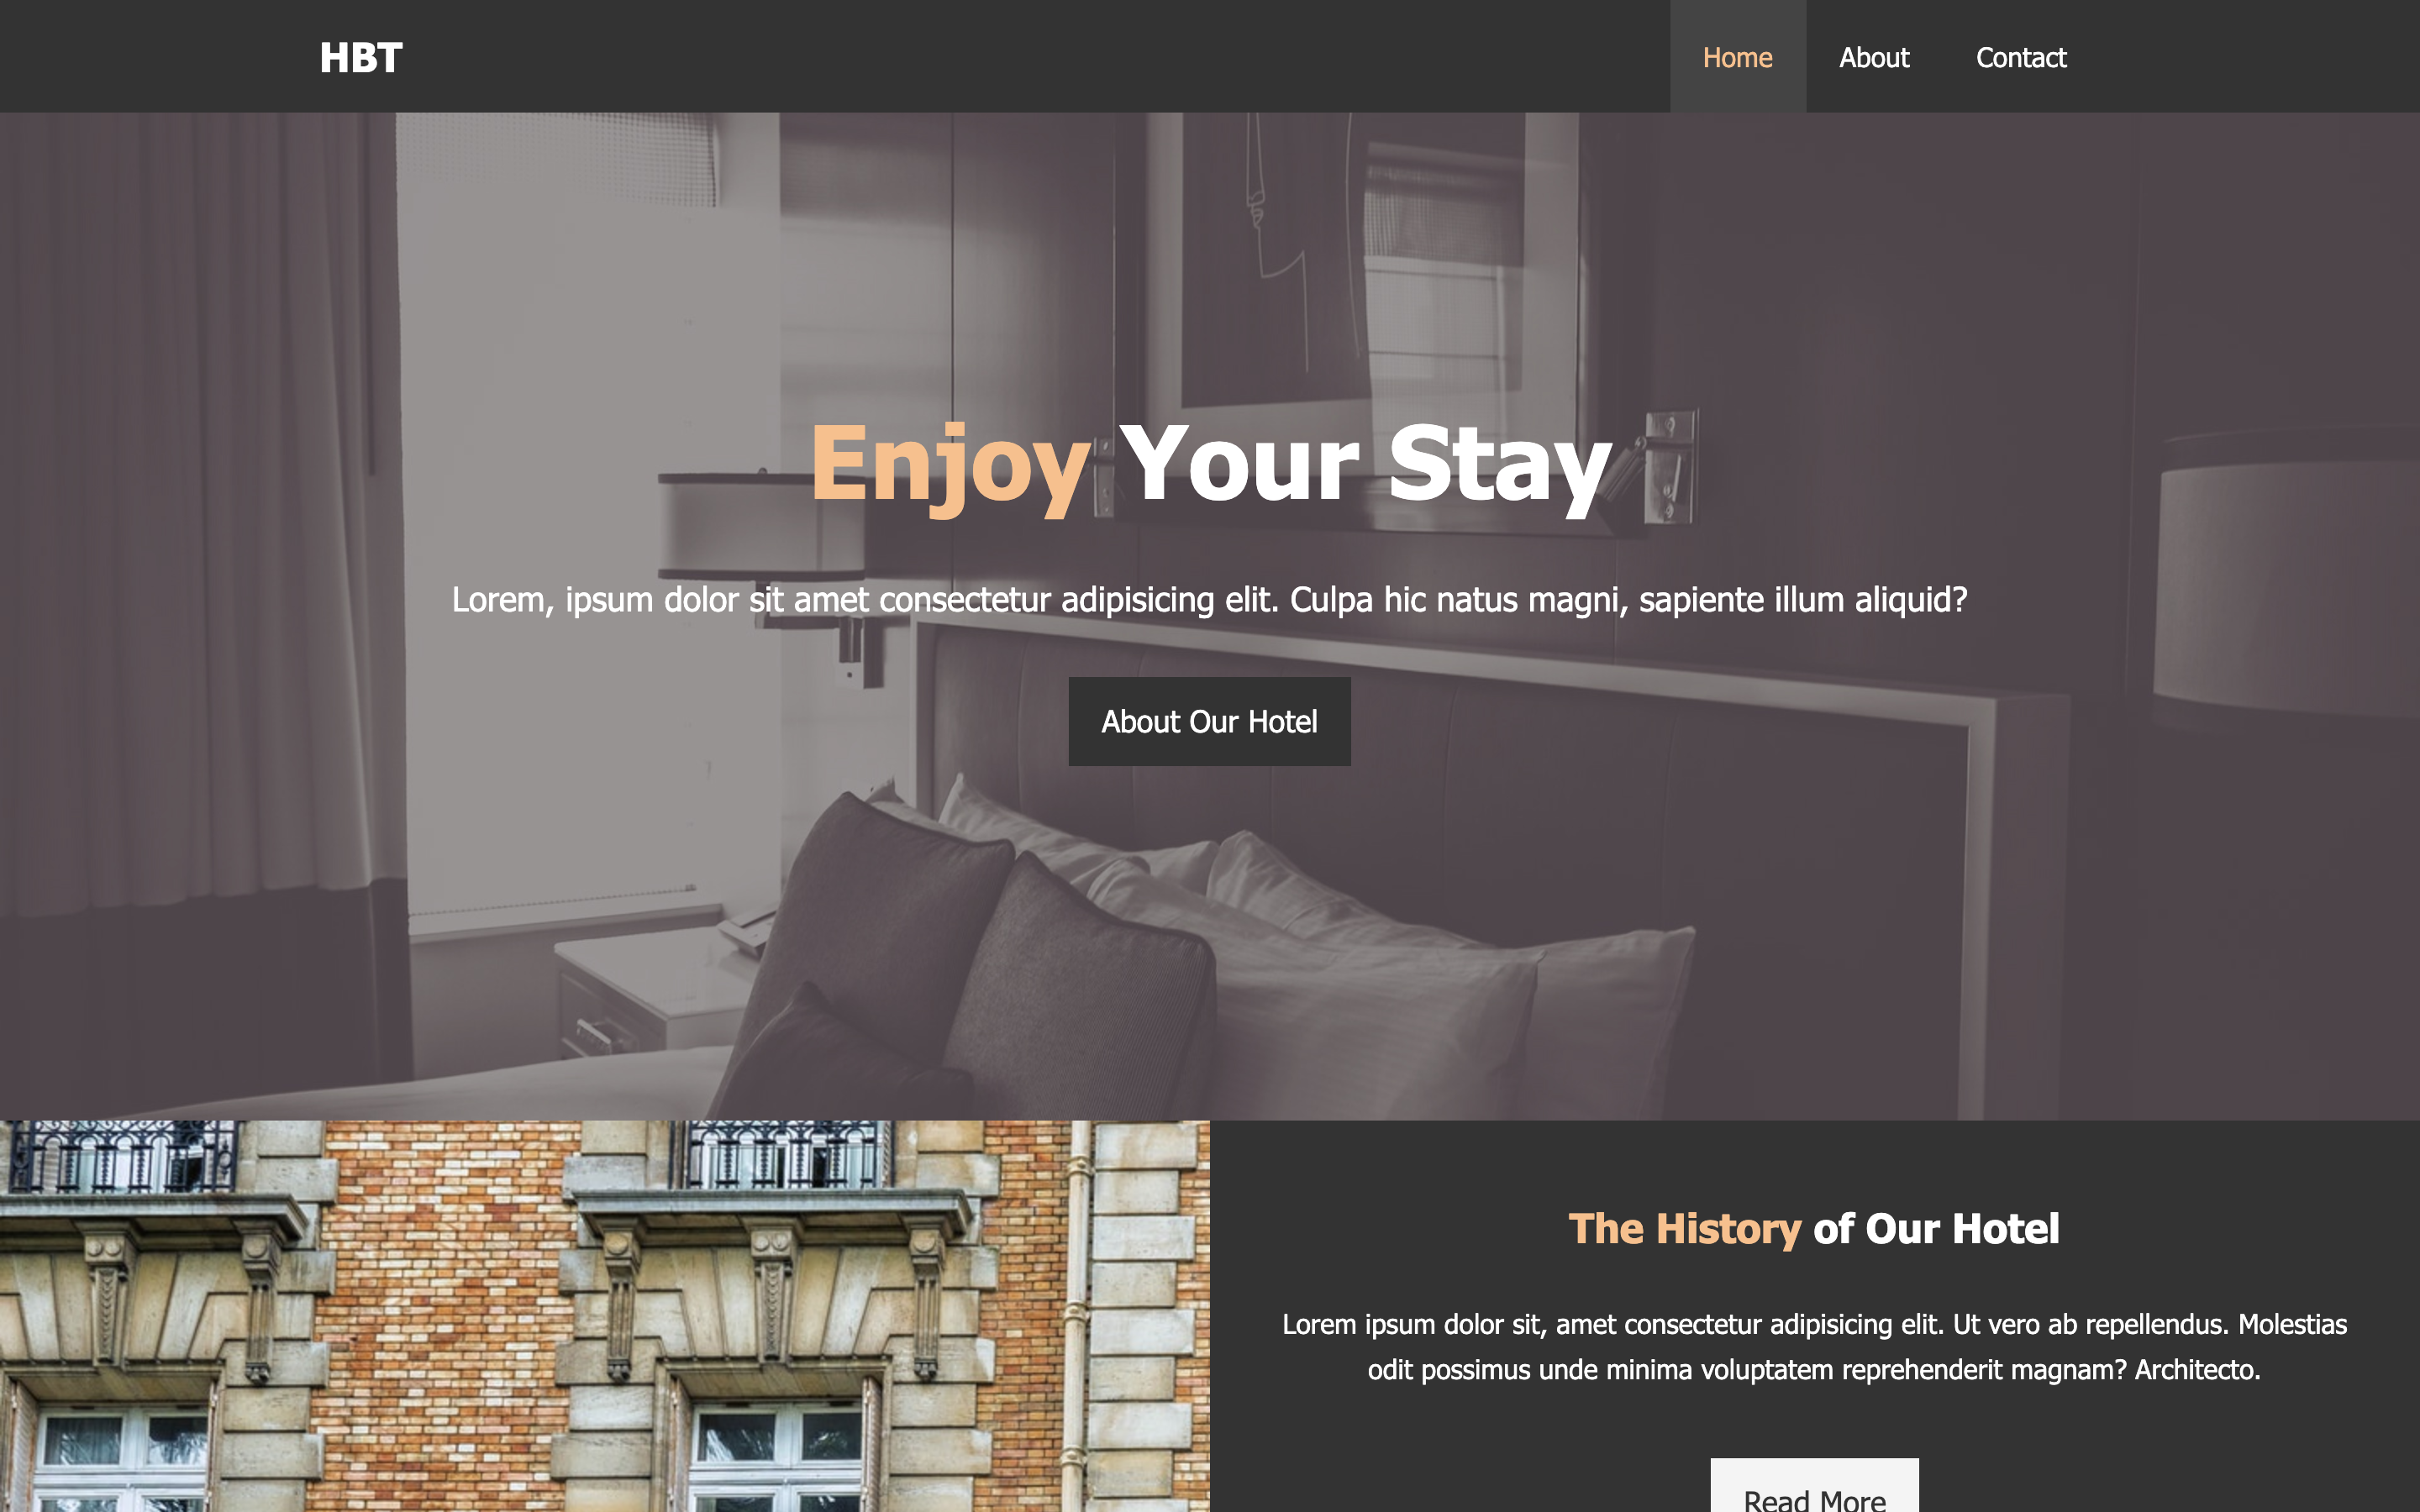 HBT
Home
About
Contact
Enjoy Your Stay
Lorem, ipsum dolor sit amet consectetur adipisicing elit. Culpa hic natus magni, sapiente illum aliquid?
About Our Hotel
The History of Our Hotel
Lorem ipsum dolor sit, amet consectetur adipisicing elit. Ut vero ab repellendus. Molestias
odit possimus unde minima voluptatem reprehenderit magnam? Architecto.
Read More